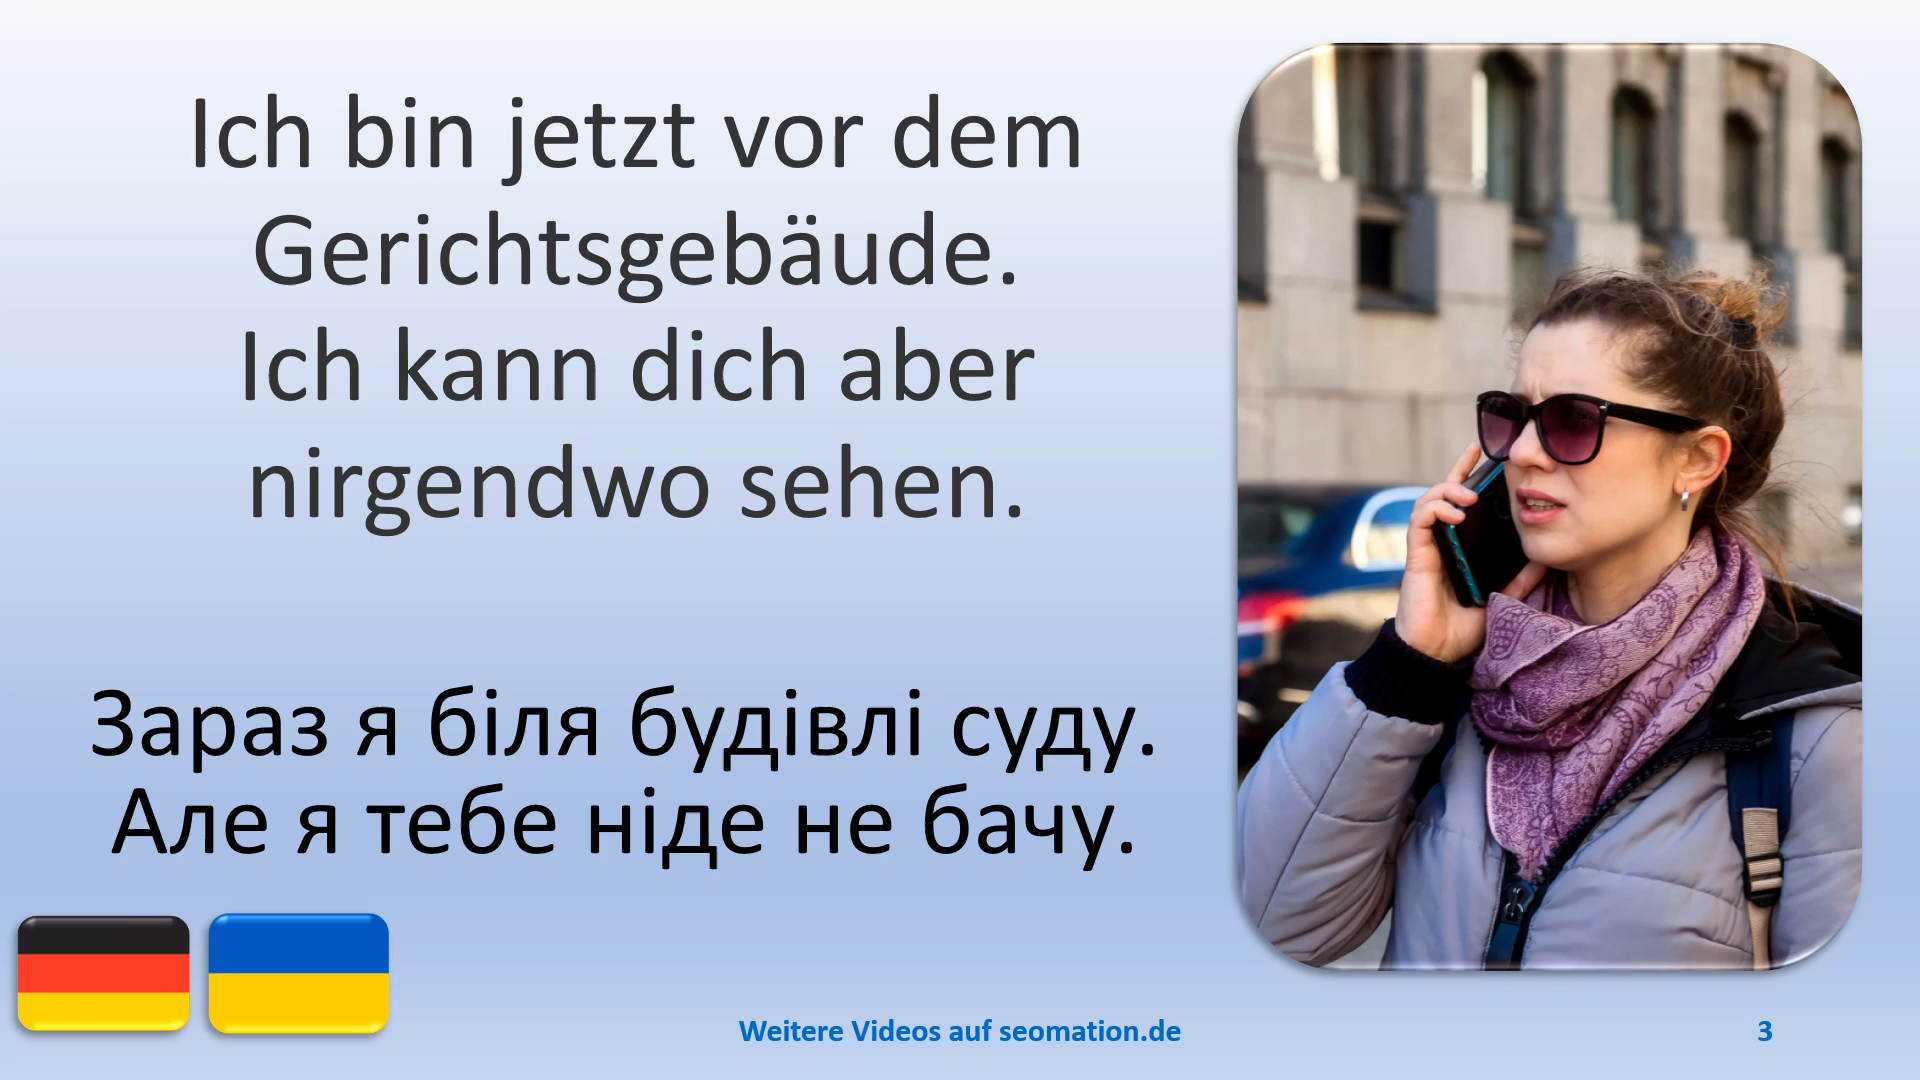 Ich bin jetzt vor dem
Gerichtsgebäude.
Ich kann dich aber
nirgendwo sehen.
Зараз я біля будівлі суду.
Але я тебе ніде не бачу.
Weitere Videos auf seomation.de
3